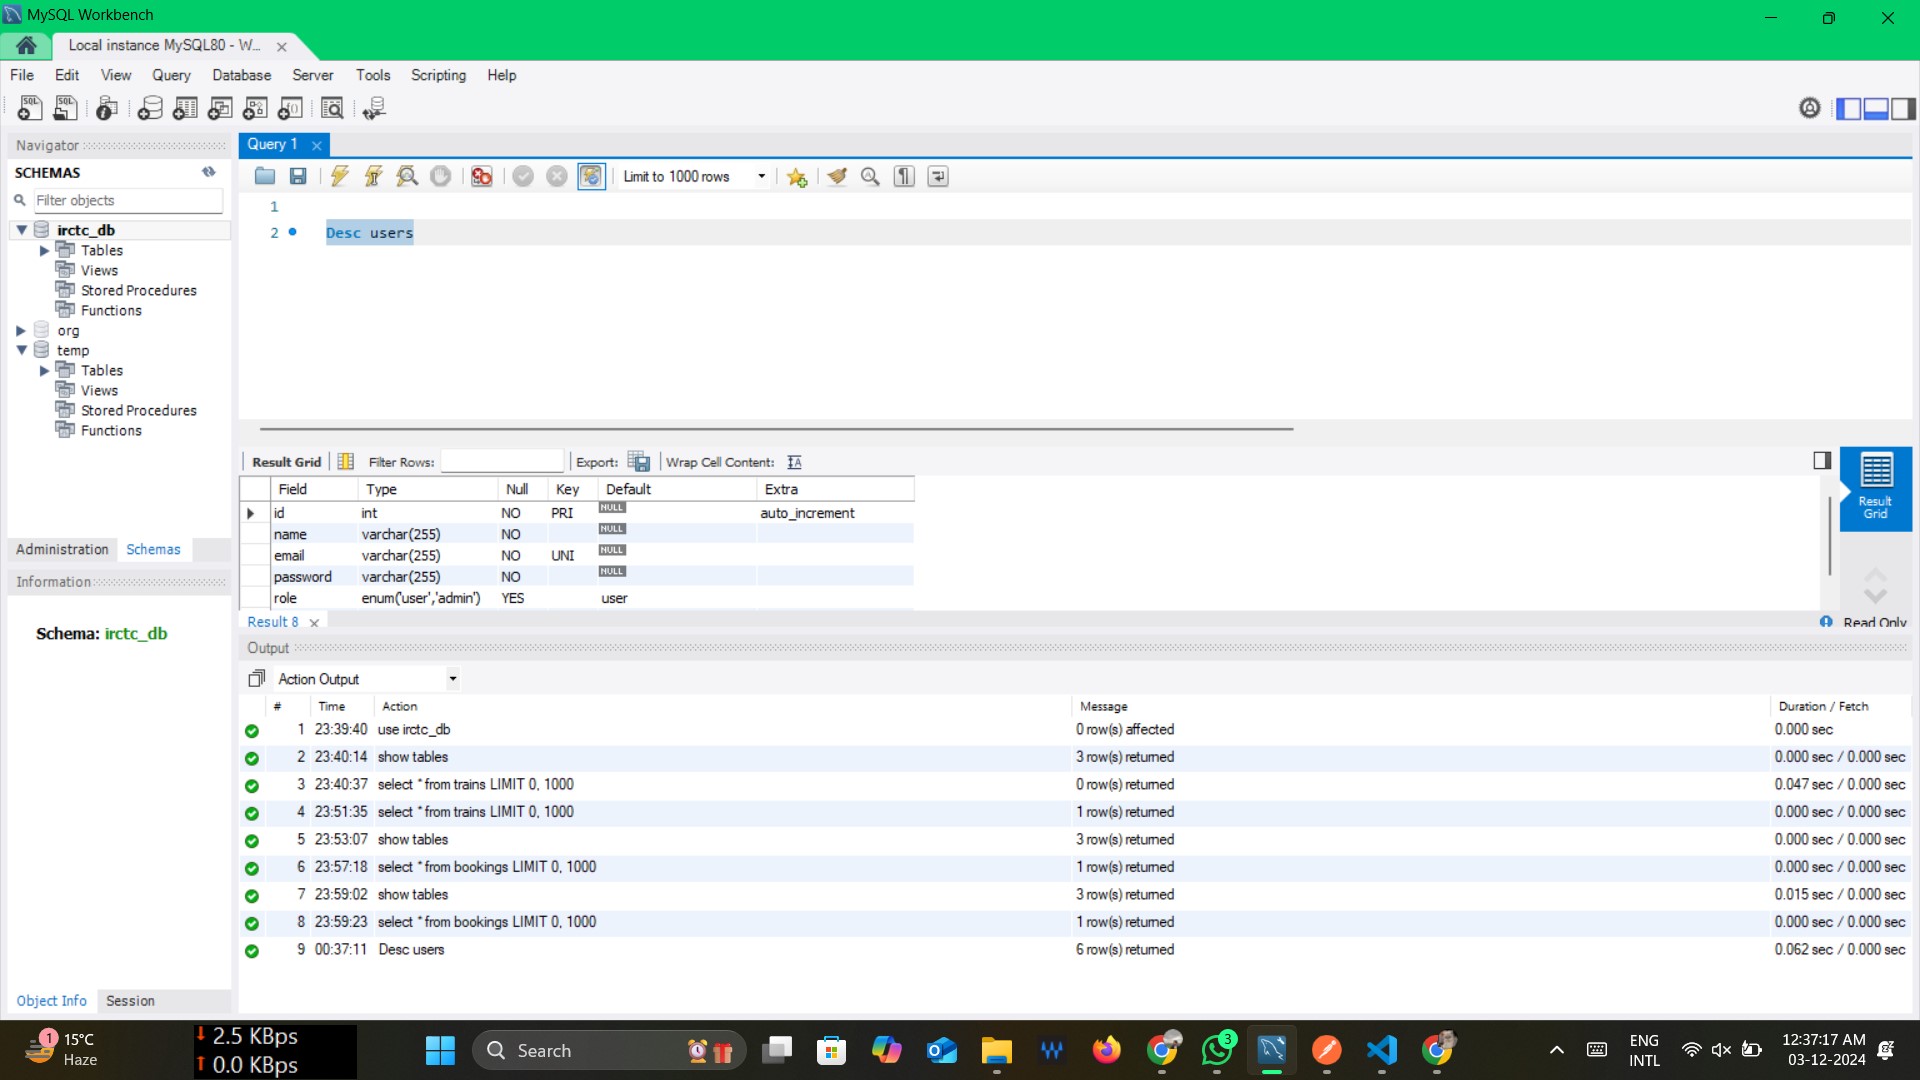 MySQL Workbench
Local instance MySQL80 - W...
File Edit View Query Database Server Tools Scripting Help
Navigator
SCHEMAS
Filter objects
irctc_db
Tables
Views
Stored Procedures
Functions
org
temp
Tables
Views
Stored Procedures
Functions
Administration Schemas
Information
Schema: irctc_db
Object Info Session
Query 1
Limit to 1000 rows
1
2 Desc users
Result Grid Filter Rows: Export: Wrap Cell Content:
Field Type Null Key Default Extra
id int NO PRI NULL auto_increment
name varchar(255) NO NULL
email varchar(255) NO UNI NULL
password varchar(255) NO NULL
role enum('user','admin') YES user
Result Grid
Result 8
Read Only
Output
Action Output
# Time Action Message Duration / Fetch
1 23:39:40 use irctc_db 0 row(s) affected 0.000 sec
2 23:40:14 show tables 3 row(s) returned 0.000 sec / 0.000 sec
3 23:40:37 select * from trains LIMIT 0, 1000 0 row(s) returned 0.047 sec / 0.000 sec
4 23:51:35 select * from trains LIMIT 0, 1000 1 row(s) returned 0.000 sec / 0.000 sec
5 23:53:07 show tables 3 row(s) returned 0.000 sec / 0.000 sec
6 23:57:18 select * from bookings LIMIT 0, 1000 1 row(s) returned 0.000 sec / 0.000 sec
7 23:59:02 show tables 3 row(s) returned 0.015 sec / 0.000 sec
8 23:59:23 select * from bookings LIMIT 0, 1000 1 row(s) returned 0.000 sec / 0.000 sec
9 00:37:11 Desc users 6 row(s) returned 0.062 sec / 0.000 sec
1
15°C
Haze
2.5 KBps
0.0 KBps
Search
3
ENG
INTL
12:37:17 AM
03-12-2024